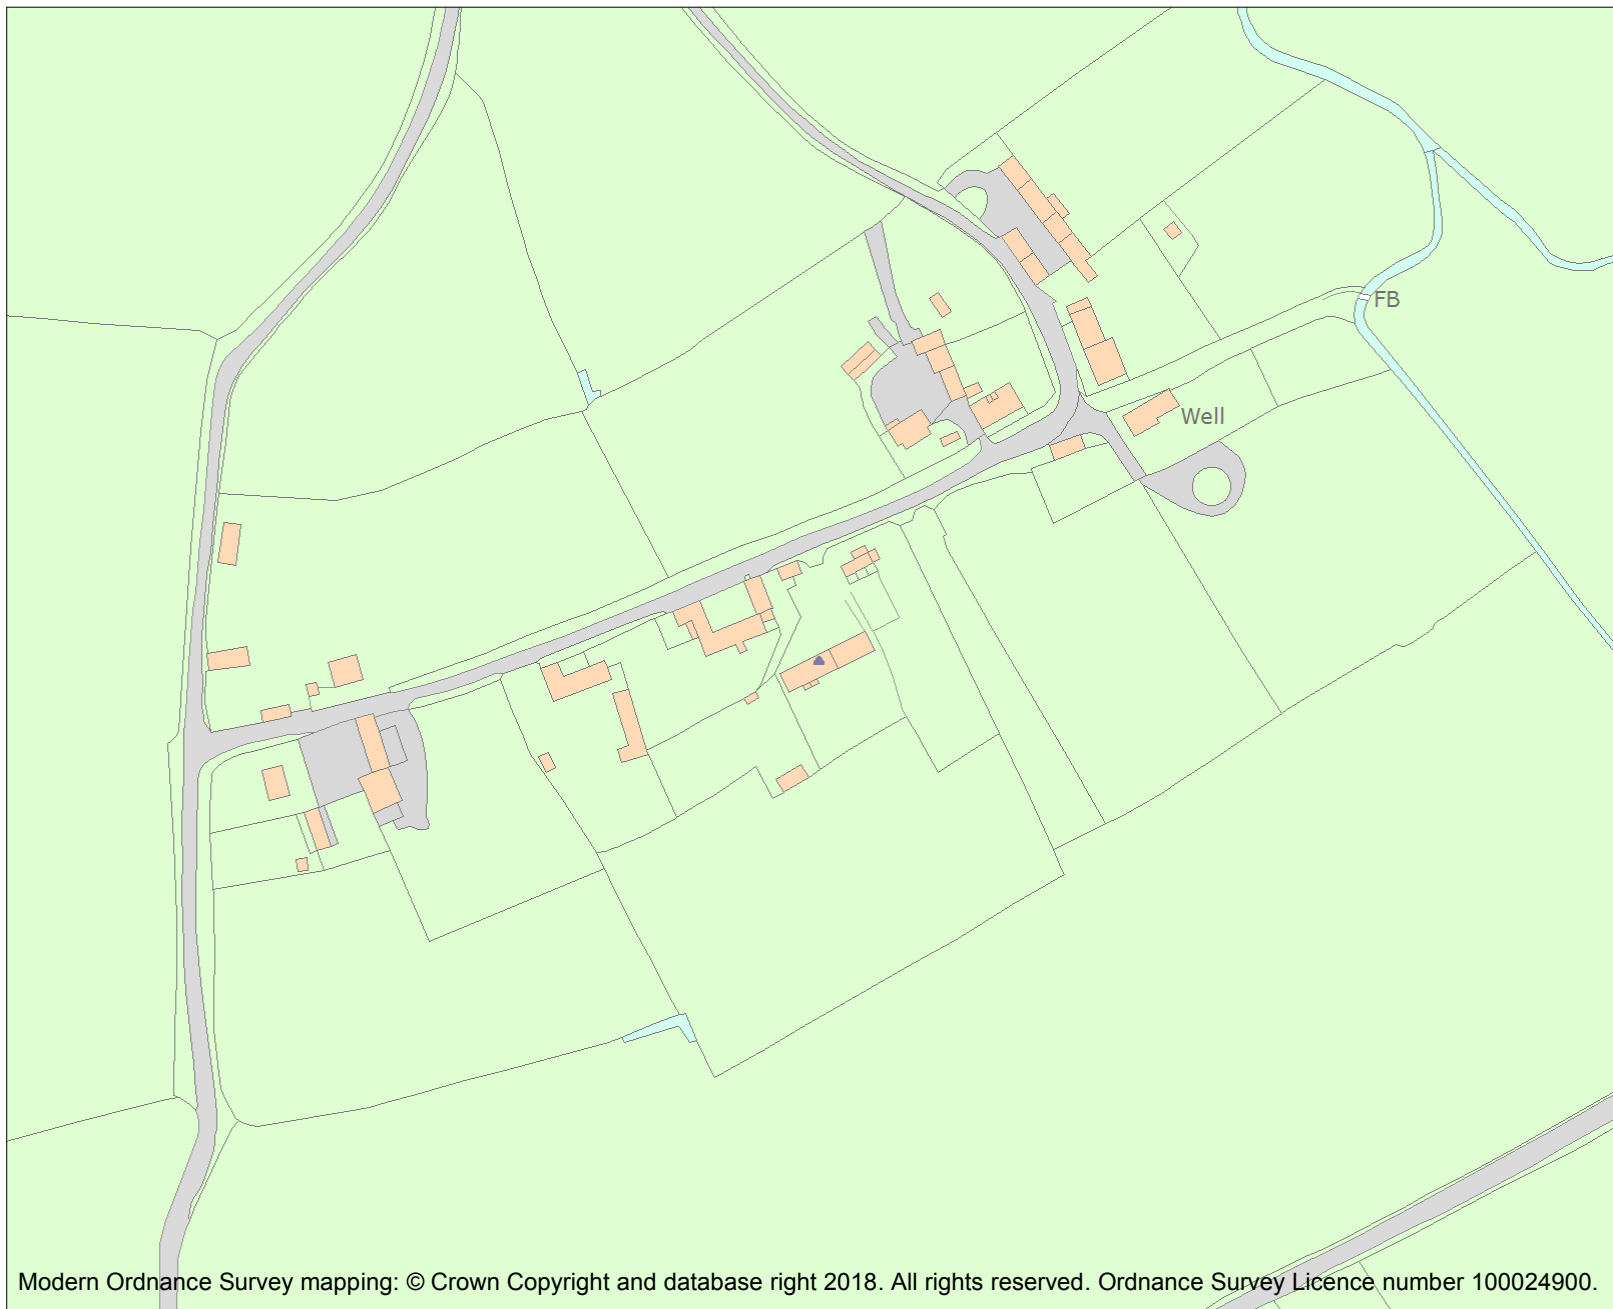 FB
Well
Modern Ordnance Survey mapping: © Crown Copyright and database right 2018. All rights reserved. Ordnance Survey Licence number 100024900.